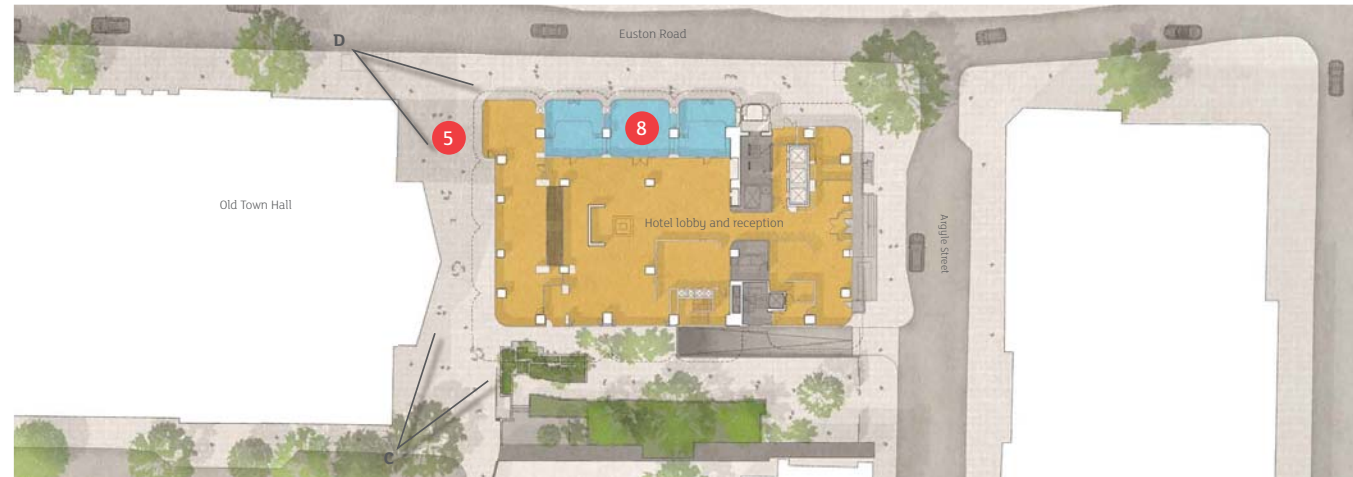 Euston Road
D
5
8
Old Town Hall
Hotel lobby and reception
Argyle Street
C